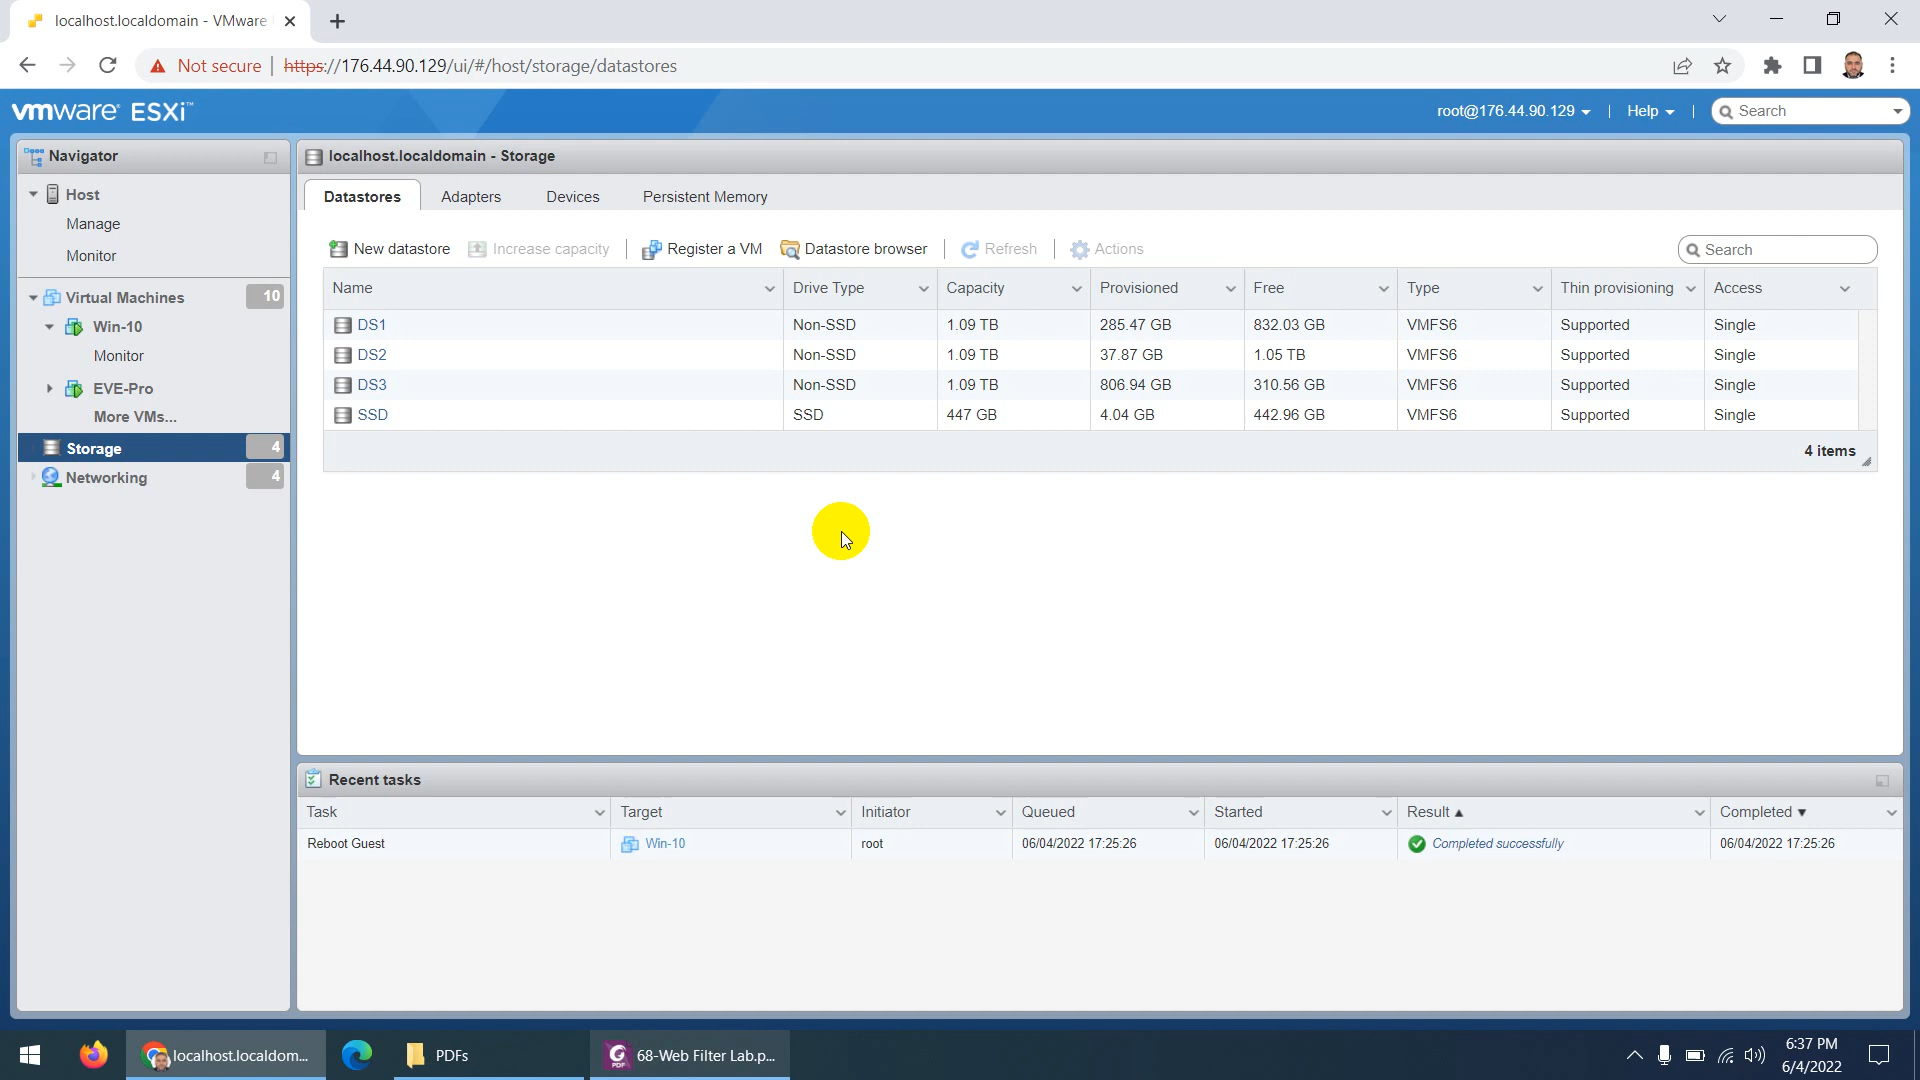 localhost.localdomain - VMware
Not secure | https://176.44.90.129/ui/#/host/storage/datastores
vmware® ESXi™
root@176.44.90.129
Help
Search
Navigator
Host
Manage
Monitor
Virtual Machines 10
Win-10
Monitor
EVE-Pro
More VMs...
Storage 4
Networking 4
localhost.localdomain - Storage
Datastores Adapters Devices Persistent Memory
New datastore Increase capacity Register a VM Datastore browser Refresh Actions Search
Name Drive Type Capacity Provisioned Free Type Thin provisioning Access
DS1 Non-SSD 1.09 TB 285.47 GB 832.03 GB VMFS6 Supported Single
DS2 Non-SSD 1.09 TB 37.87 GB 1.05 TB VMFS6 Supported Single
DS3 Non-SSD 1.09 TB 806.94 GB 310.56 GB VMFS6 Supported Single
SSD SSD 447 GB 4.04 GB 442.96 GB VMFS6 Supported Single
4 items
Recent tasks
Task Target Initiator Queued Started Result Completed
Reboot Guest Win-10 root 06/04/2022 17:25:26 06/04/2022 17:25:26 Completed successfully 06/04/2022 17:25:26
localhost.localdom...
PDFs
PDF
68-Web Filter Lab.p...
6:37 PM
6/4/2022